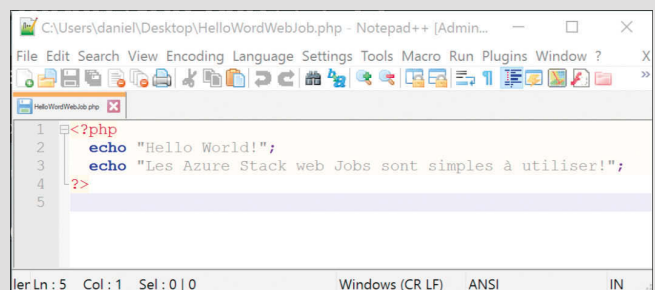 C:\Users\daniel\Desktop\HelloWordWebJob.php - Notepad++ [Admin...
File Edit Search View Encoding Language Settings Tools Macro Run Plugins Window ? X
HelloWordWebJob.php
1 <?php
2 echo "Hello World!";
3 echo "Les Azure Stack web Jobs sont simples à utiliser!";
4 ?>
5
ler Ln : 5 Col : 1 Sel : 0 | 0 Windows (CR LF) ANSI IN